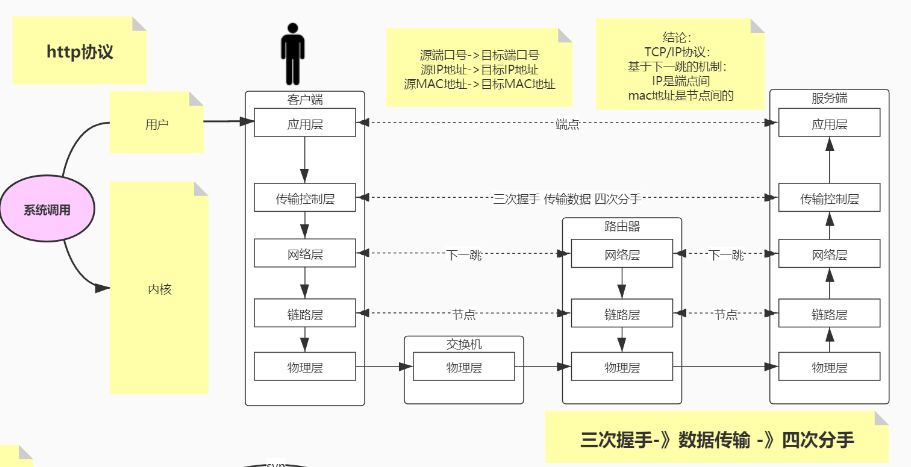 http协议
源端口号->目标端口号
源IP地址->目标IP地址
源MAC地址->目标MAC地址
结论：
TCP/IP协议：
基于下一跳的机制：
IP是端点间
mac地址是节点间的
用户
系统调用
内核
客户端
应用层
传输控制层
网络层
链路层
物理层
端点
三次握手 传输数据 四次分手
下一跳
节点
交换机
物理层
路由器
网络层
链路层
物理层
下一跳
节点
服务端
应用层
传输控制层
网络层
链路层
物理层
三次握手-》数据传输 -》四次分手